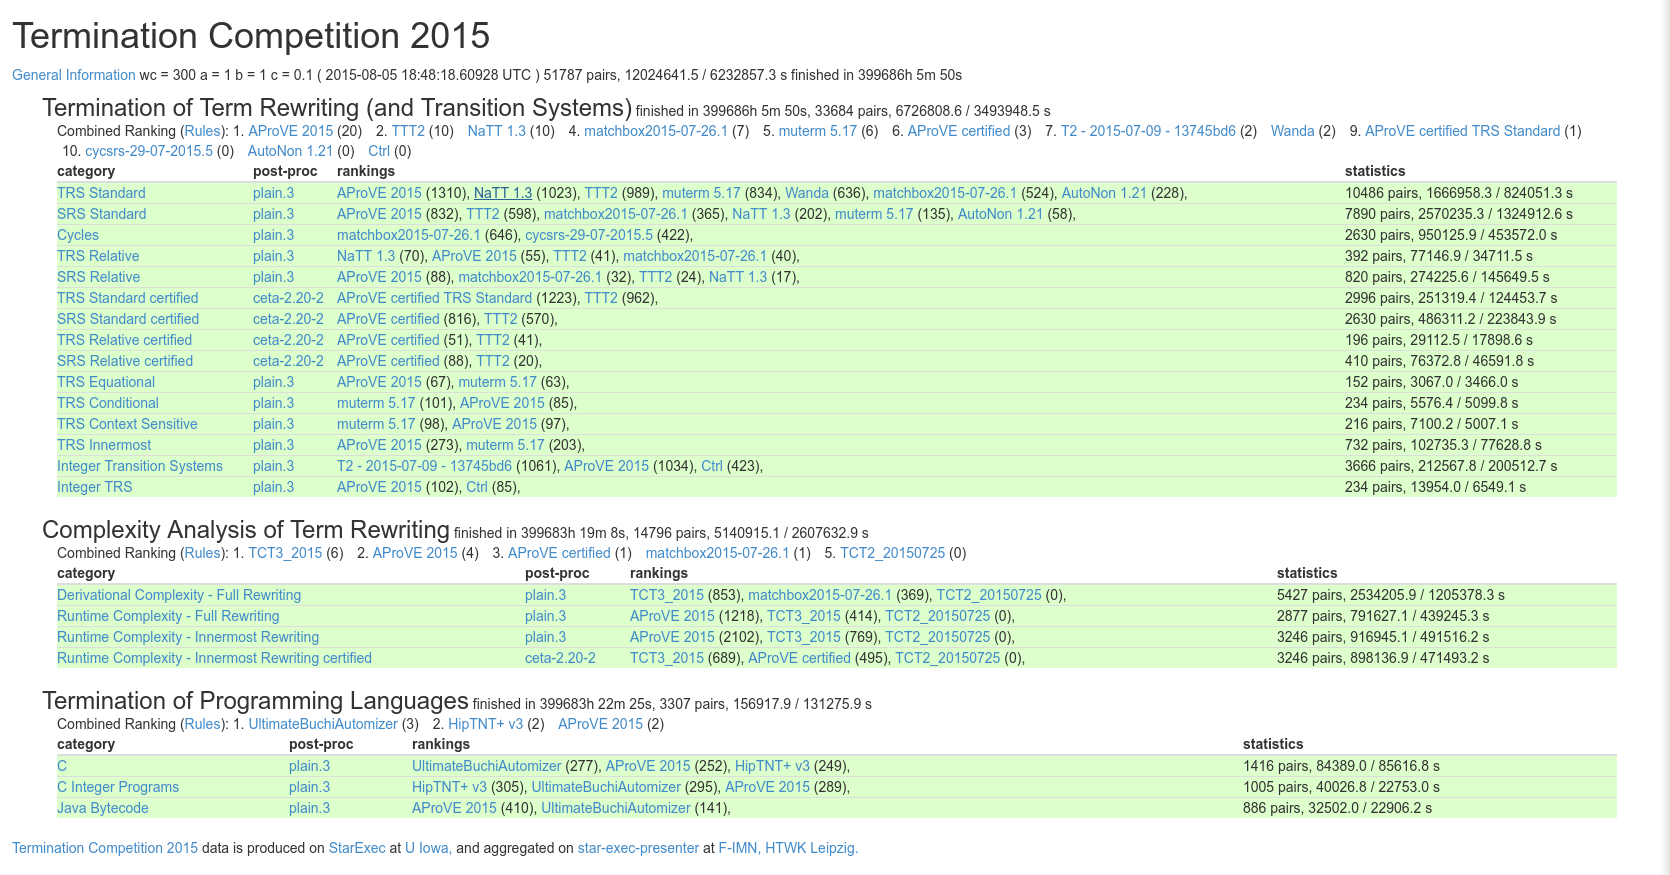 Termination Competition 2015
General Information wc = 300 a = 1 b = 1 c = 0.1 ( 2015-08-05 18:48:18.60928 UTC ) 51787 pairs, 12024641.5 / 6232857.3 s finished in 399686h 5m 50s
Termination of Term Rewriting (and Transition Systems) finished in 399686h 5m 50s, 33684 pairs, 6726808.6 / 3493948.5 s
Combined Ranking (Rules): 1. AProVE 2015 (20) 2. TTT2 (10) NaTT 1.3 (10) 4. matchbox2015-07-26.1 (7) 5. muterm 5.17 (6) 6. AProVE certified (3) 7. T2 - 2015-07-09 - 13745bd6 (2) Wanda (2) 9. AProVE certified TRS Standard (1)
10. cycsrs-29-07-2015.5 (0) AutoNon 1.21 (0) Ctrl (0)
category post-proc rankings statistics
TRS Standard plain.3 AProVE 2015 (1310), NaTT 1.3 (1023), TTT2 (989), muterm 5.17 (834), Wanda (636), matchbox2015-07-26.1 (524), AutoNon 1.21 (228), 10486 pairs, 1666958.3 / 824051.3 s
SRS Standard plain.3 AProVE 2015 (832), TTT2 (598), matchbox2015-07-26.1 (365), NaTT 1.3 (202), muterm 5.17 (135), AutoNon 1.21 (58), 7890 pairs, 2570235.3 / 1324912.6 s
Cycles plain.3 matchbox2015-07-26.1 (646), cycsrs-29-07-2015.5 (422), 2630 pairs, 950125.9 / 453572.0 s
TRS Relative plain.3 NaTT 1.3 (70), AProVE 2015 (55), TTT2 (41), matchbox2015-07-26.1 (40), 392 pairs, 77146.9 / 34711.5 s
SRS Relative plain.3 AProVE 2015 (88), matchbox2015-07-26.1 (32), TTT2 (24), NaTT 1.3 (17), 820 pairs, 274225.6 / 145649.5 s
TRS Standard certified ceta-2.20-2 AProVE certified TRS Standard (1223), TTT2 (962), 2996 pairs, 251319.4 / 124453.7 s
SRS Standard certified ceta-2.20-2 AProVE certified (816), TTT2 (570), 2630 pairs, 486311.2 / 223843.9 s
TRS Relative certified ceta-2.20-2 AProVE certified (51), TTT2 (41), 196 pairs, 29112.5 / 17898.6 s
SRS Relative certified ceta-2.20-2 AProVE certified (88), TTT2 (20), 410 pairs, 76372.8 / 46591.8 s
TRS Equational plain.3 AProVE 2015 (67), muterm 5.17 (63), 152 pairs, 3067.0 / 3466.0 s
TRS Conditional plain.3 muterm 5.17 (101), AProVE 2015 (85), 234 pairs, 5576.4 / 5099.8 s
TRS Context Sensitive plain.3 muterm 5.17 (98), AProVE 2015 (97), 216 pairs, 7100.2 / 5007.1 s
TRS Innermost plain.3 AProVE 2015 (273), muterm 5.17 (203), 732 pairs, 102735.3 / 77628.8 s
Integer Transition Systems plain.3 T2 - 2015-07-09 - 13745bd6 (1061), AProVE 2015 (1034), Ctrl (423), 3666 pairs, 212567.8 / 200512.7 s
Integer TRS plain.3 AProVE 2015 (102), Ctrl (85), 234 pairs, 13954.0 / 6549.1 s
Complexity Analysis of Term Rewriting finished in 399683h 19m 8s, 14796 pairs, 5140915.1 / 2607632.9 s
Combined Ranking (Rules): 1. TCT3_2015 (6) 2. AProVE 2015 (4) 3. AProVE certified (1) matchbox2015-07-26.1 (1) 5. TCT2_20150725 (0)
category post-proc rankings statistics
Derivational Complexity - Full Rewriting plain.3 TCT3_2015 (853), matchbox2015-07-26.1 (369), TCT2_20150725 (0), 5427 pairs, 2534205.9 / 1205378.3 s
Runtime Complexity - Full Rewriting plain.3 AProVE 2015 (1218), TCT3_2015 (414), TCT2_20150725 (0), 2877 pairs, 791627.1 / 439245.3 s
Runtime Complexity - Innermost Rewriting plain.3 AProVE 2015 (2102), TCT3_2015 (769), TCT2_20150725 (0), 3246 pairs, 916945.1 / 491516.2 s
Runtime Complexity - Innermost Rewriting certified ceta-2.20-2 TCT3_2015 (689), AProVE certified (495), TCT2_20150725 (0), 3246 pairs, 898136.9 / 471493.2 s
Termination of Programming Languages finished in 399683h 22m 25s, 3307 pairs, 156917.9 / 131275.9 s
Combined Ranking (Rules): 1. UltimateBuchiAutomizer (3) 2. HipTNT+ v3 (2) AProVE 2015 (2)
category post-proc rankings statistics
C plain.3 UltimateBuchiAutomizer (277), AProVE 2015 (252), HipTNT+ v3 (249), 1416 pairs, 84389.0 / 85616.8 s
C Integer Programs plain.3 HipTNT+ v3 (305), UltimateBuchiAutomizer (295), AProVE 2015 (289), 1005 pairs, 40026.8 / 22753.0 s
Java Bytecode plain.3 AProVE 2015 (410), UltimateBuchiAutomizer (141), 886 pairs, 32502.0 / 22906.2 s
Termination Competition 2015 data is produced on StarExec at U Iowa, and aggregated on star-exec-presenter at F-IMN, HTWK Leipzig.